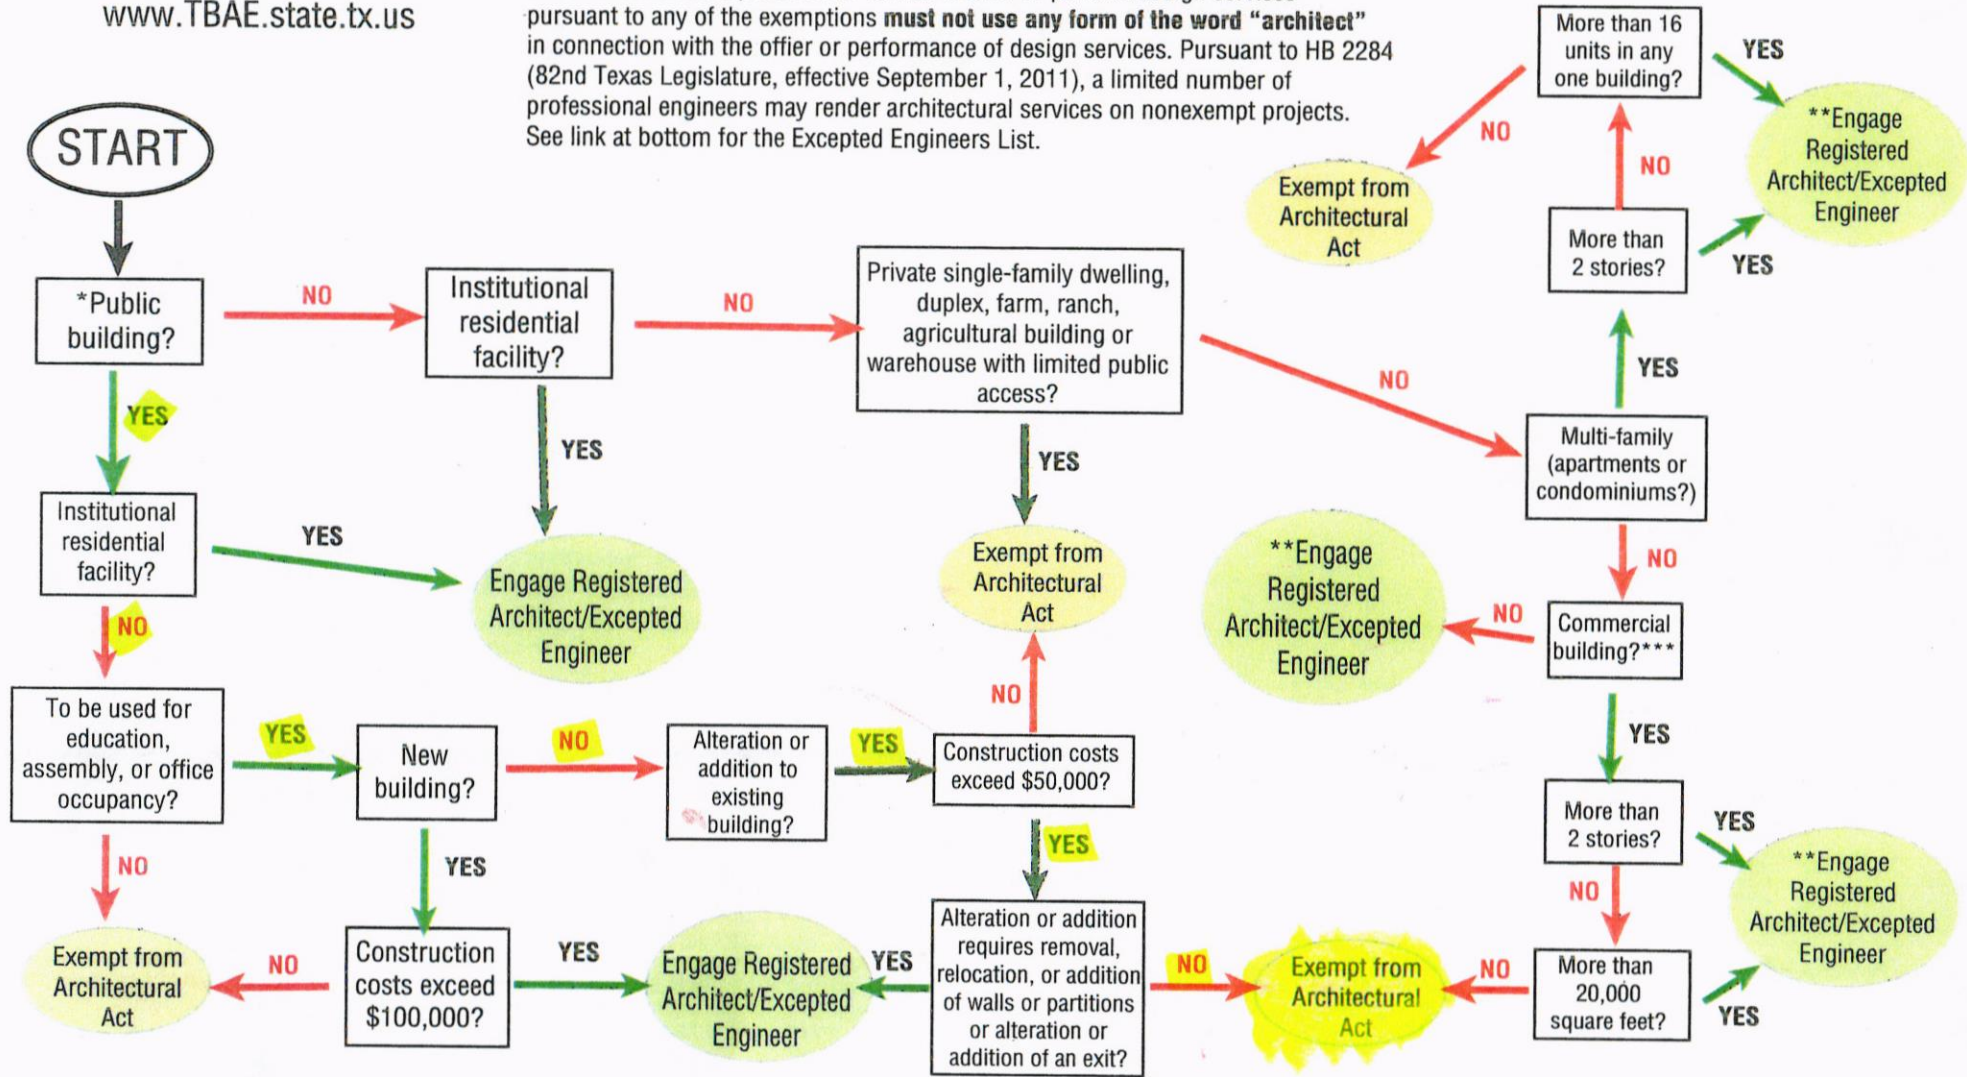 www.TBAE.state.tx.us
pursuant to any of the exemptions must not use any form of the word “architect”
in connection with the offier or performance of design services. Pursuant to HB 2284
(82nd Texas Legislature, effective September 1, 2011), a limited number of
professional engineers may render architectural services on nonexempt projects.
See link at bottom for the Excepted Engineers List.
START
*Public
building?
NO
Institutional
residential
facility?
NO
Private single-family dwelling,
duplex, farm, ranch,
agricultural building or
warehouse with limited public
access?
NO
YES
Institutional
residential
facility?
YES
YES
Engage Registered
Architect/Excepted
Engineer
YES
Exempt from
Architectural
Act
NO
To be used for
education,
assembly, or office
occupancy?
YES
New
building?
NO
Alteration or
addition to
existing
building?
YES
Construction costs
exceed $50,000?
NO
NO
Exempt from
Architectural
Act
YES
Construction
costs exceed
$100,000?
NO
YES
Engage Registered
Architect/Excepted
Engineer
YES
YES
Alteration or addition
requires removal,
relocation, or addition
of walls or partitions
or alteration or
addition of an exit?
NO
Exempt from
Architectural
Act
NO
More than 16
units in any
one building?
YES
NO
Exempt from
Architectural
Act
**Engage
Registered
Architect/Excepted
Engineer
NO
More than
2 stories?
YES
YES
Multi-family
(apartments or
condominiums?)
NO
Commercial
building?***
NO
**Engage
Registered
Architect/Excepted
Engineer
YES
More than
2 stories?
YES
NO
**Engage
Registered
Architect/Excepted
Engineer
More than
20,000
square feet?
YES